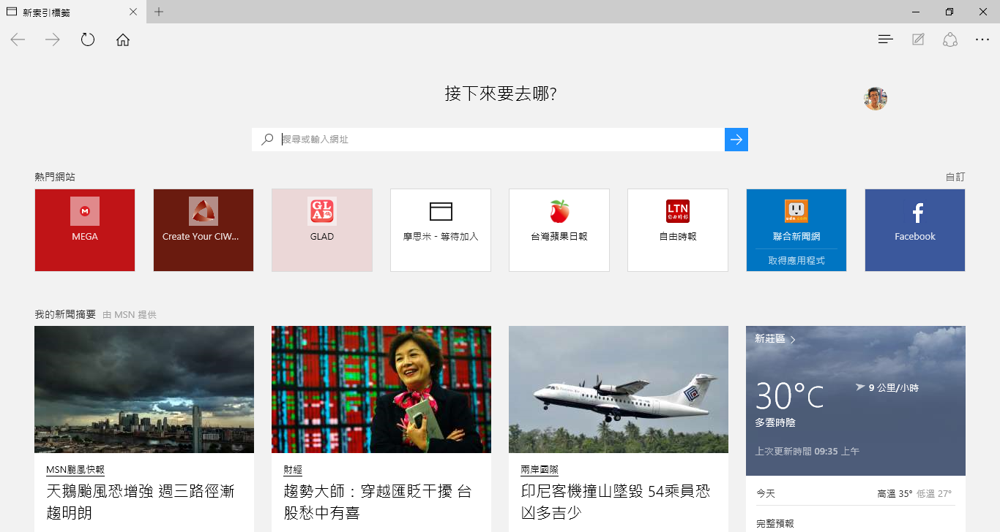 新索引標籤
接下來要去哪?
搜尋或輸入網址
熱門網站
自訂
MEGA
Create Your CIW...
GLAD
GLAD
摩思米 - 等待加入
台灣蘋果日報
LTN
自由時報
自由時報
udn.com
聯合新聞網
取得應用程式
Facebook
我的新聞摘要 由 MSN 提供
MSN颱風快報
天鵝颱風恐增強 週三路徑漸
趨明朗
財經
趨勢大師：穿越匯貶干擾 台
股愁中有喜
兩岸國際
印尼客機撞山墜毀 54乘員恐
凶多吉少
新莊區
30°C
9 公里/小時
多雲時陰
上次更新時間 09:35 上午
今天
高溫 35° 低溫 27°
完整預報